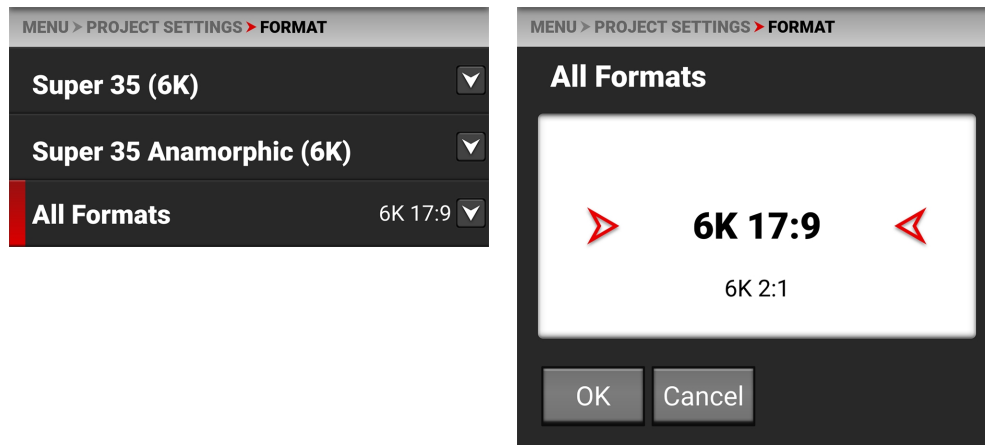 MENU > PROJECT SETTINGS > FORMAT
Super 35 (6K)
Super 35 Anamorphic (6K)
All Formats 6K 17:9
MENU > PROJECT SETTINGS > FORMAT
All Formats
6K 17:9
6K 2:1
OK Cancel